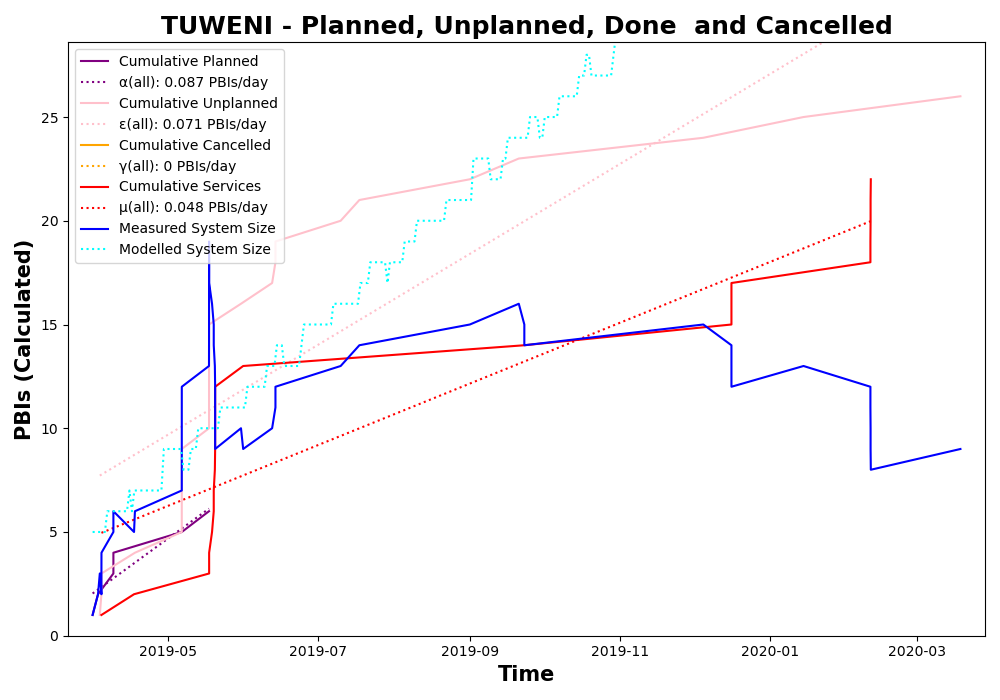 TUWENI - Planned, Unplanned, Done  and Cancelled
Cumulative Planned
α(all): 0.087 PBIs/day
Cumulative Unplanned
ε(all): 0.071 PBIs/day
Cumulative Cancelled
γ(all): 0 PBIs/day
Cumulative Services
μ(all): 0.048 PBIs/day
Measured System Size
Modelled System Size
PBIs (Calculated)
25
20
15
10
5
0
2019-05
2019-07
2019-09
2019-11
2020-01
2020-03
Time